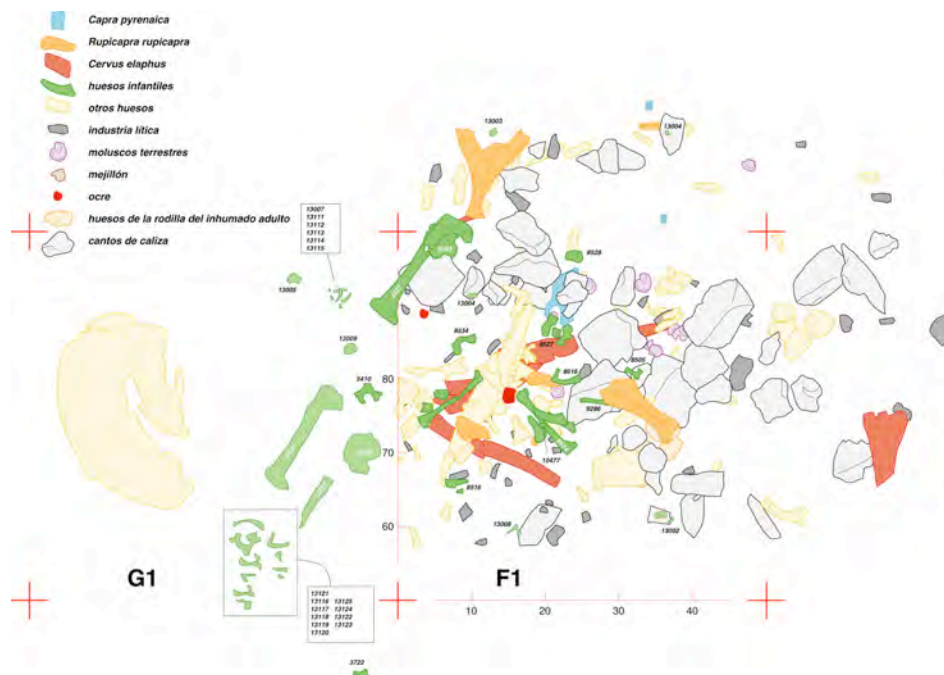 Capra pyrenaica
Rupicapra rupicapra
Cervus elaphus
huesos infantiles
otros huesos
industria lítica
moluscos terrestres
mejillón
ocre
huesos de la rodilla del inhumado adulto
cantos de caliza
13003
13004
13007
13111
13112
13113
13114
13115
8528
13005
13004
8534
13009
8527
8016
8505
5410
80
9286
70
10477
8515
13008
13002
60
G1
F1
13121
13116 13125
13117 13124
13118 13122
13119 13123
13120
10
20
30
40
3722